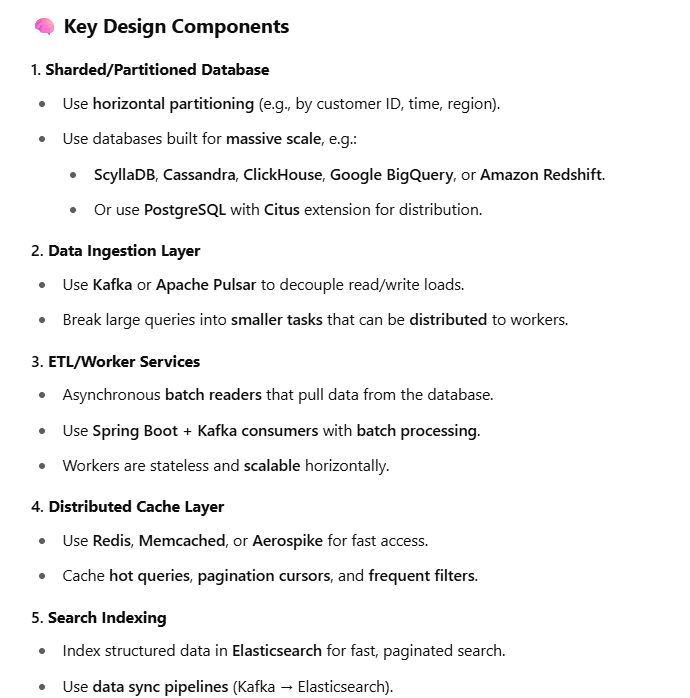 Key Design Components
1. Sharded/Partitioned Database
• Use horizontal partitioning (e.g., by customer ID, time, region).
• Use databases built for massive scale, e.g.:
• ScyllaDB, Cassandra, ClickHouse, Google BigQuery, or Amazon Redshift.
• Or use PostgreSQL with Citus extension for distribution.
2. Data Ingestion Layer
• Use Kafka or Apache Pulsar to decouple read/write loads.
• Break large queries into smaller tasks that can be distributed to workers.
3. ETL/Worker Services
• Asynchronous batch readers that pull data from the database.
• Use Spring Boot + Kafka consumers with batch processing.
• Workers are stateless and scalable horizontally.
4. Distributed Cache Layer
• Use Redis, Memcached, or Aerospike for fast access.
• Cache hot queries, pagination cursors, and frequent filters.
5. Search Indexing
• Index structured data in Elasticsearch for fast, paginated search.
• Use data sync pipelines (Kafka → Elasticsearch).